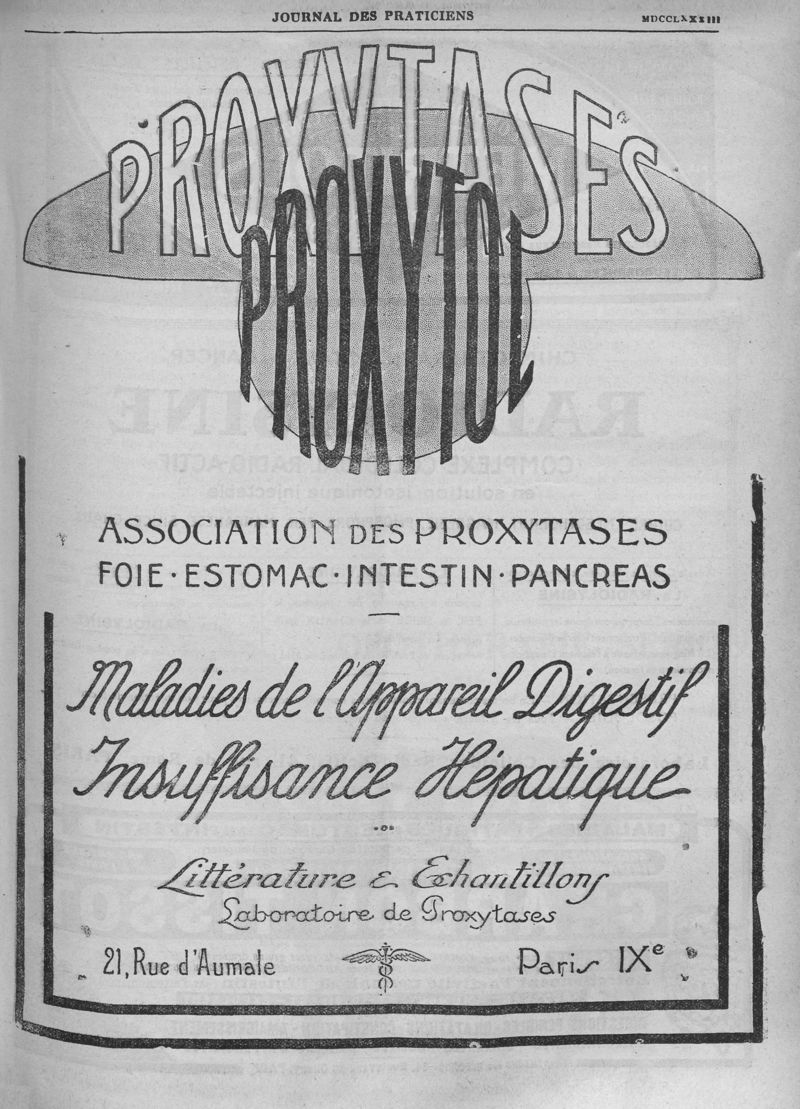 JOURNAL DES PRATICIENS
MDCCLXXXIII
PROXYTASES
PROXYTOL
ASSOCIATION DES PROXYTASES
FOIE · ESTOMAC · INTESTIN · PANCREAS
Maladies de l'Appareil Digestif
Insuffisance Hépatique
Littérature & Echantillons
Laboratoire de Proxytases
21, Rue d'Aumale
Paris IXe